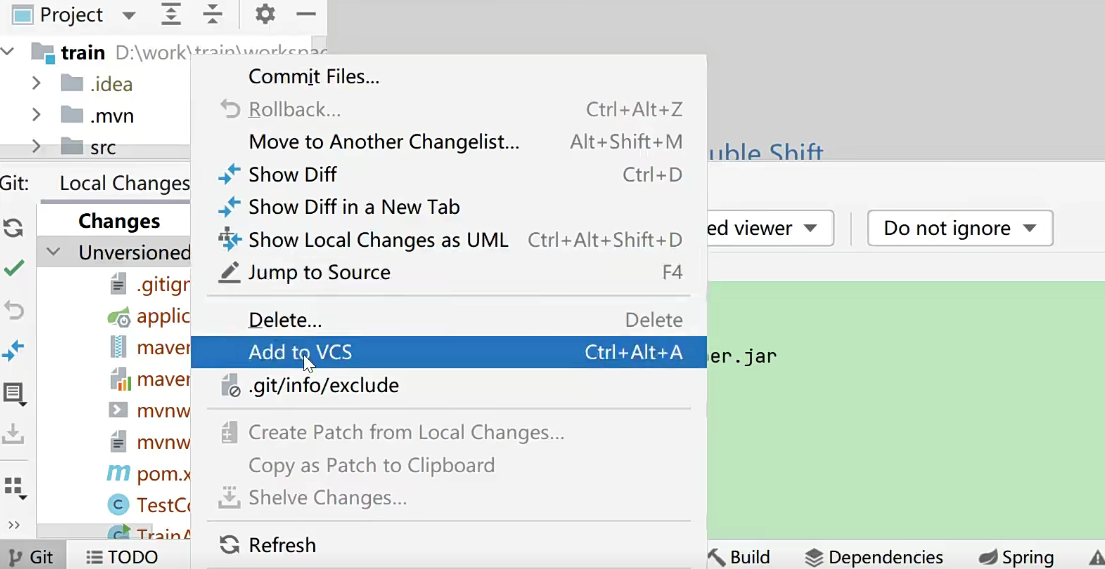 Project
train D:\work\train\workspac
.idea
.mvn
src
Commit Files...
Rollback... Ctrl+Alt+Z
Move to Another Changelist... Alt+Shift+M
Show Diff Ctrl+D
Show Diff in a New Tab
Show Local Changes as UML Ctrl+Alt+Shift+D
Jump to Source F4
Delete... Delete
Add to VCS Ctrl+Alt+A
.git/info/exclude
Create Patch from Local Changes...
Copy as Patch to Clipboard
Shelve Changes...
Refresh
uble Shift
Git: Local Changes
Changes
Unversioned
.gitign
applic
maven
maven
mvnw
mvnw
pom.x
TestCo
TrainA
ed viewer
Do not ignore
er.jar
Git TODO Build Dependencies Spring